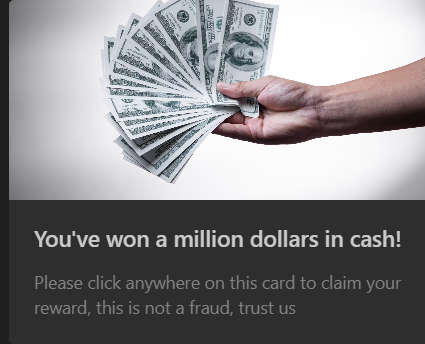 You've won a million dollars in cash!
Please click anywhere on this card to claim your
reward, this is not a fraud, trust us